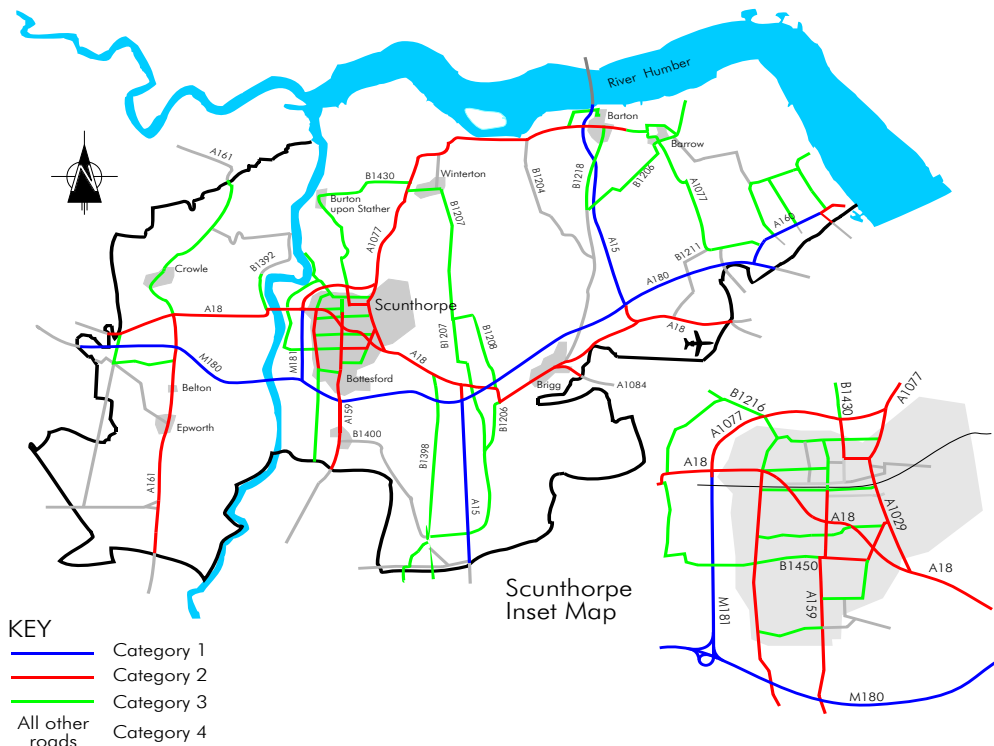 River Humber
Barton
Barrow
A161
B1430
Winterton
B1204
B1218
B1206
A1077
Burton
upon Stather
B1207
A1077
A15
A160
B1211
Crowle
B1392
A180
A18
Scunthorpe
B1207
B1208
A18
M180
M181
A18
Belton
Bottesford
Brigg
A1084
A159
B1206
Epworth
B1400
B1398
A161
A15
B1216
A1077
B1430
A1077
A18
A18
A1029
B1450
A18
A159
M181
M180
Scunthorpe
Inset Map
KEY
Category 1
Category 2
Category 3
All other
roads
Category 4